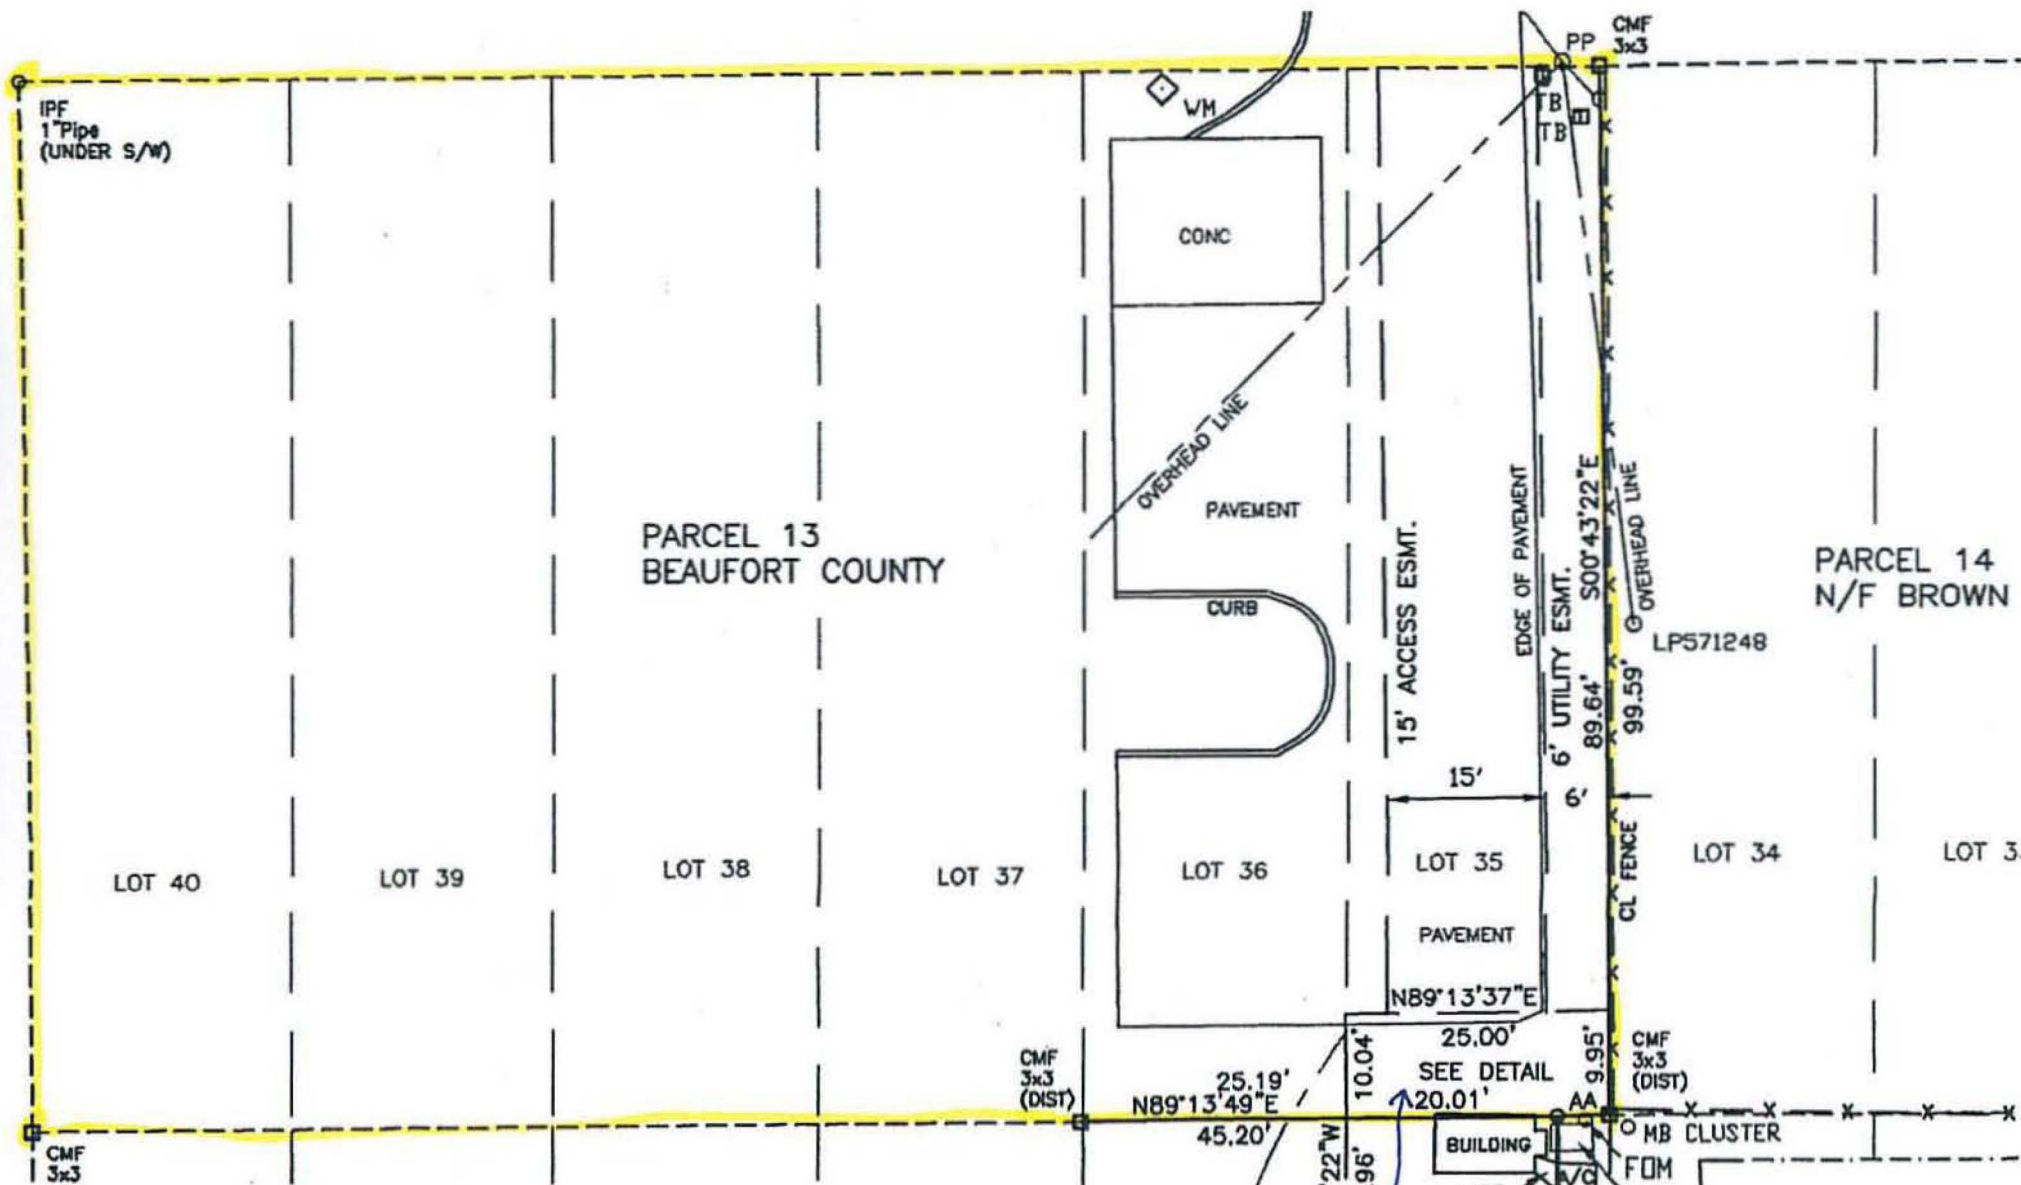 CMF
3x3
PP
IPF
1"Pipe
(UNDER S/W)
WM
TB
TB
CONC
OVERHEAD LINE
PAVEMENT
CURB
PARCEL 13
BEAUFORT COUNTY
15' ACCESS ESMT.
EDGE OF PAVEMENT
6' UTILITY ESMT.
S00°43'22"E
89.64'
99.59'
OVERHEAD LINE
LP571248
PARCEL 14
N/F BROWN
15'
6'
CL FENCE
LOT 40
LOT 39
LOT 38
LOT 37
LOT 36
LOT 35
LOT 34
LOT
PAVEMENT
N89°13'37"E
25.00'
SEE DETAIL
20.01'
10.04'
9.95'
CMF
3x3
(DIST)
CMF
3x3
(DIST)
25.19'
N89°13'49"E
45.20'
22"W
96'
AA
BUILDING
A/C
MB CLUSTER
FOM
CMF
3x3